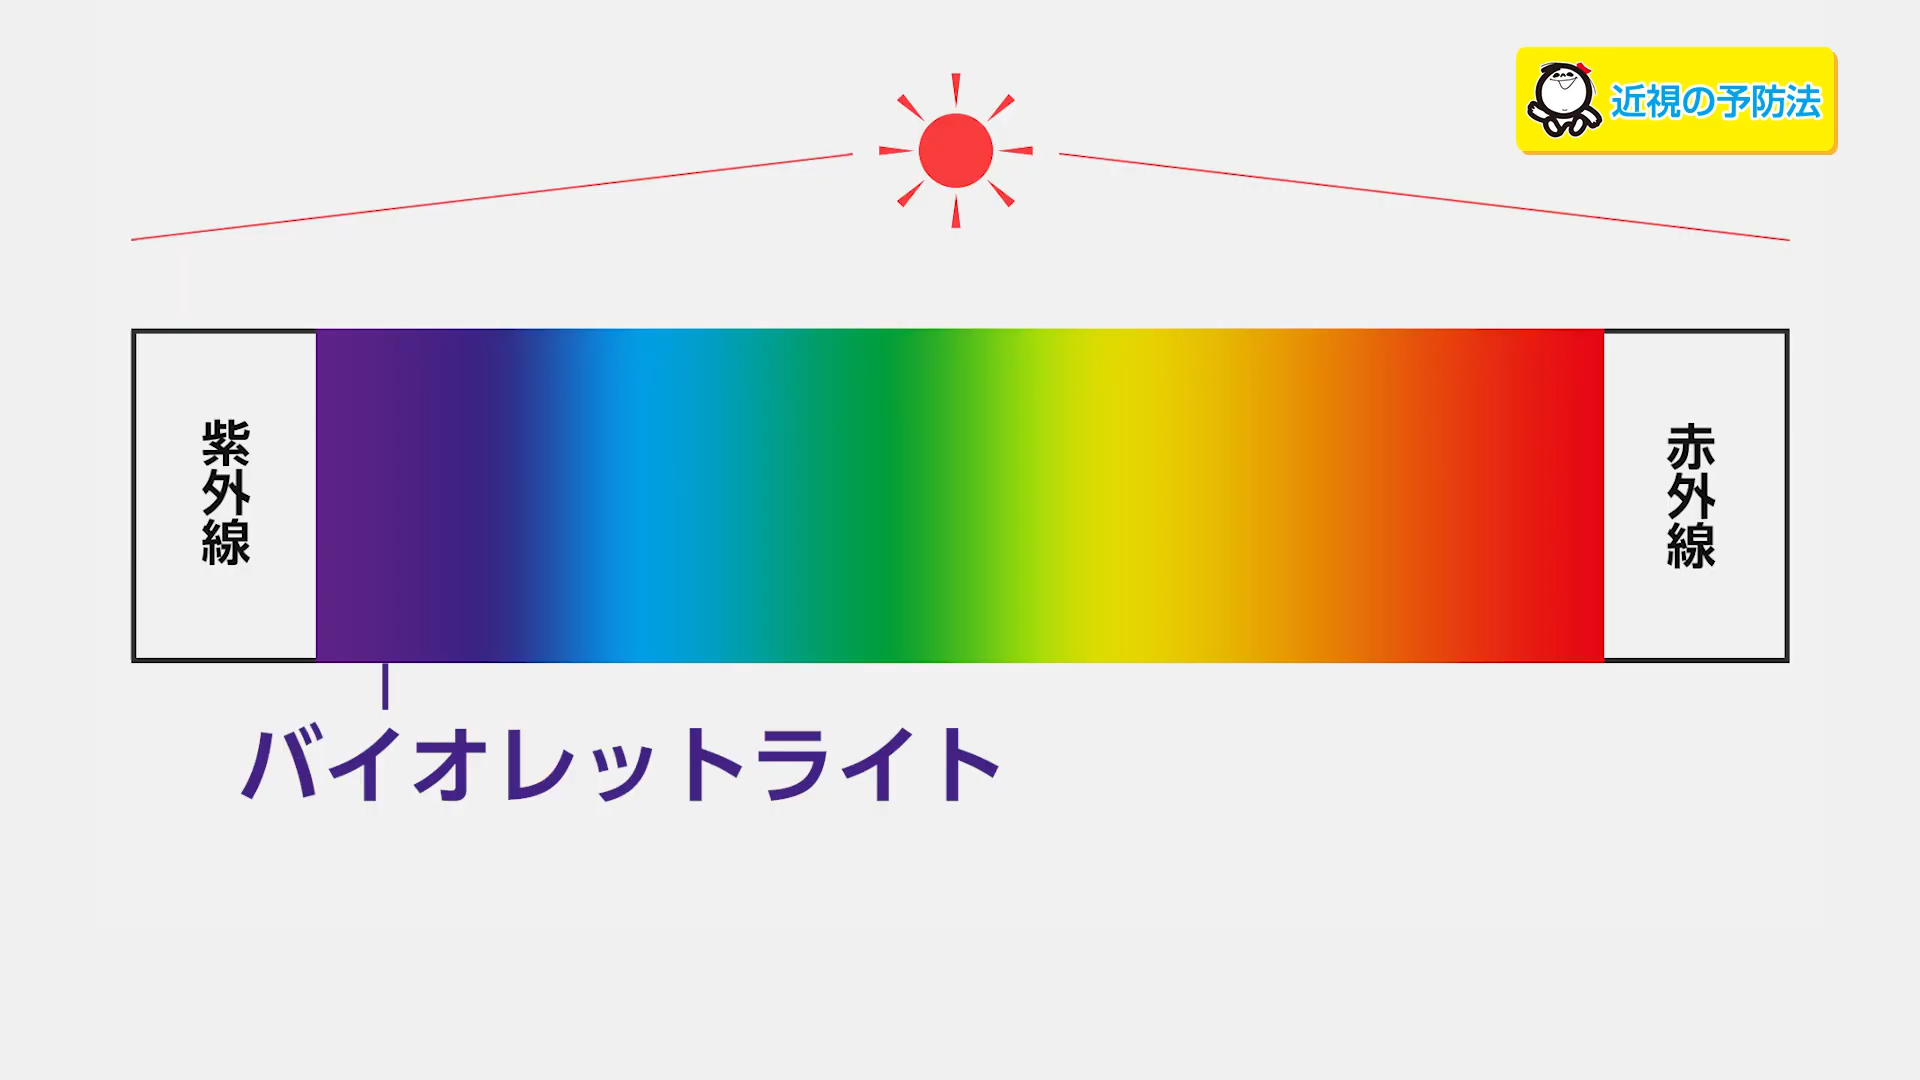 近視の予防法
紫外線
赤外線
バイオレットライト